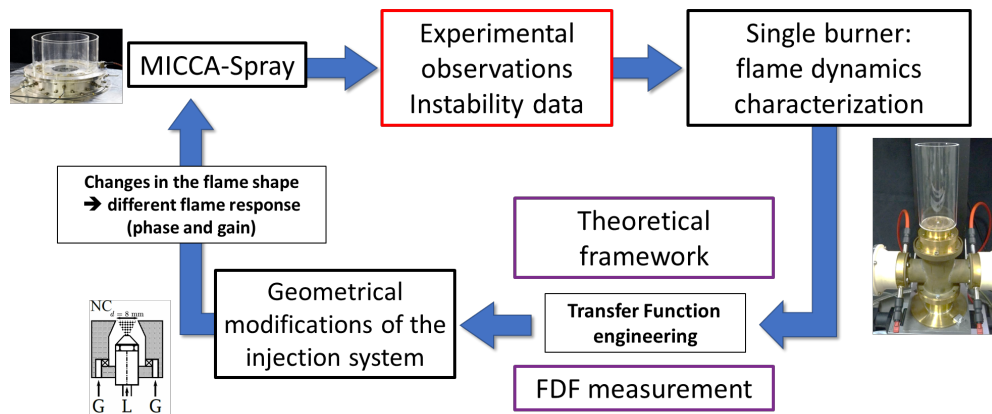 MICCA-Spray
Experimental
observations
Instability data
Single burner:
flame dynamics
characterization
Changes in the flame shape
➔ different flame response
(phase and gain)
Theoretical
framework
Geometrical
modifications of the
injection system
Transfer Function
engineering
FDF measurement
NC
d = 8 mm
G L G